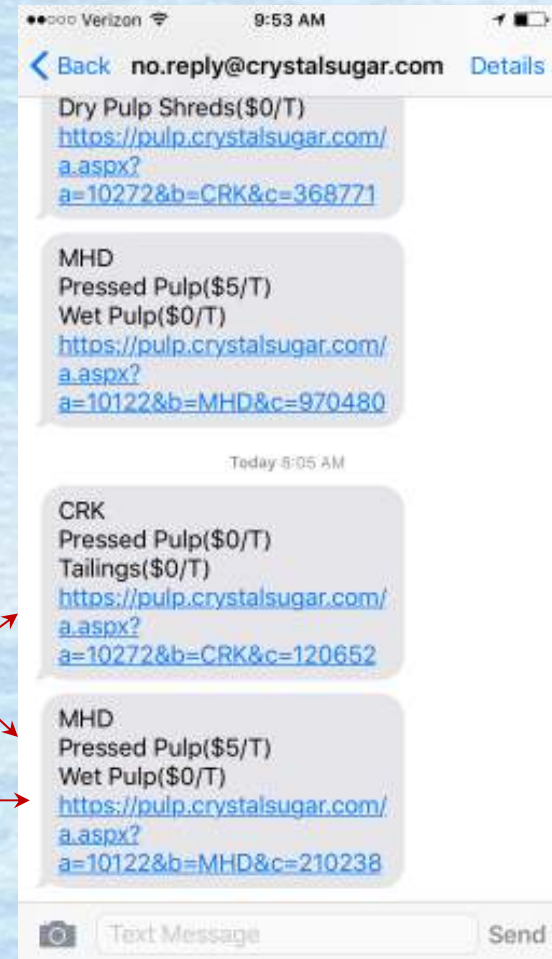 Verizon 9:53 AM
Back no.reply@crystalsugar.com Details
Dry Pulp Shreds($0/T)
https://pulp.crystalsugar.com/
a.aspx?
a=10272&b=CRK&c=368771
MHD
Pressed Pulp($5/T)
Wet Pulp($0/T)
https://pulp.crystalsugar.com/
a.aspx?
a=10122&b=MHD&c=970480
Today 8:05 AM
CRK
Pressed Pulp($0/T)
Tailings($0/T)
https://pulp.crystalsugar.com/
a.aspx?
a=10272&b=CRK&c=120652
MHD
Pressed Pulp($5/T)
Wet Pulp($0/T)
https://pulp.crystalsugar.com/
a.aspx?
a=10122&b=MHD&c=210238
Text Message Send